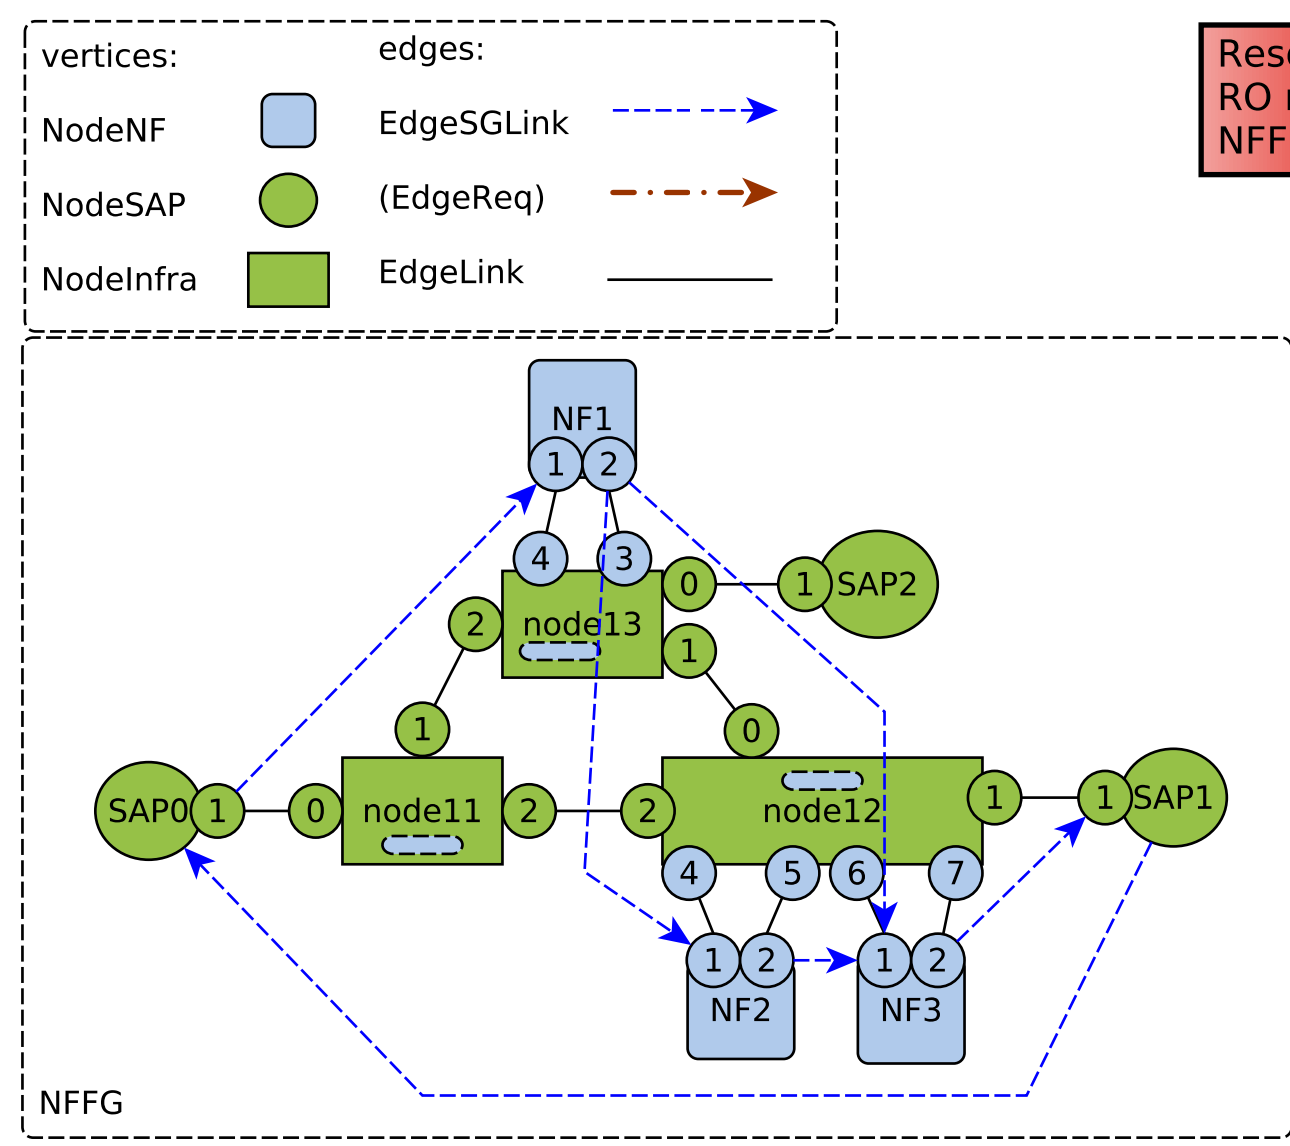 vertices:
edges:
NodeNF
EdgeSGLink
NodeSAP
(EdgeReq)
NodeInfra
EdgeLink
RO
NFF
NF1
1 2
4 3
0 1 SAP2
2 node13
1
1 0
SAP0 1 0 node11 2 2 node12 1 1 SAP1
4 5 6 7
1 2 1 2
NF2 NF3
NFFG